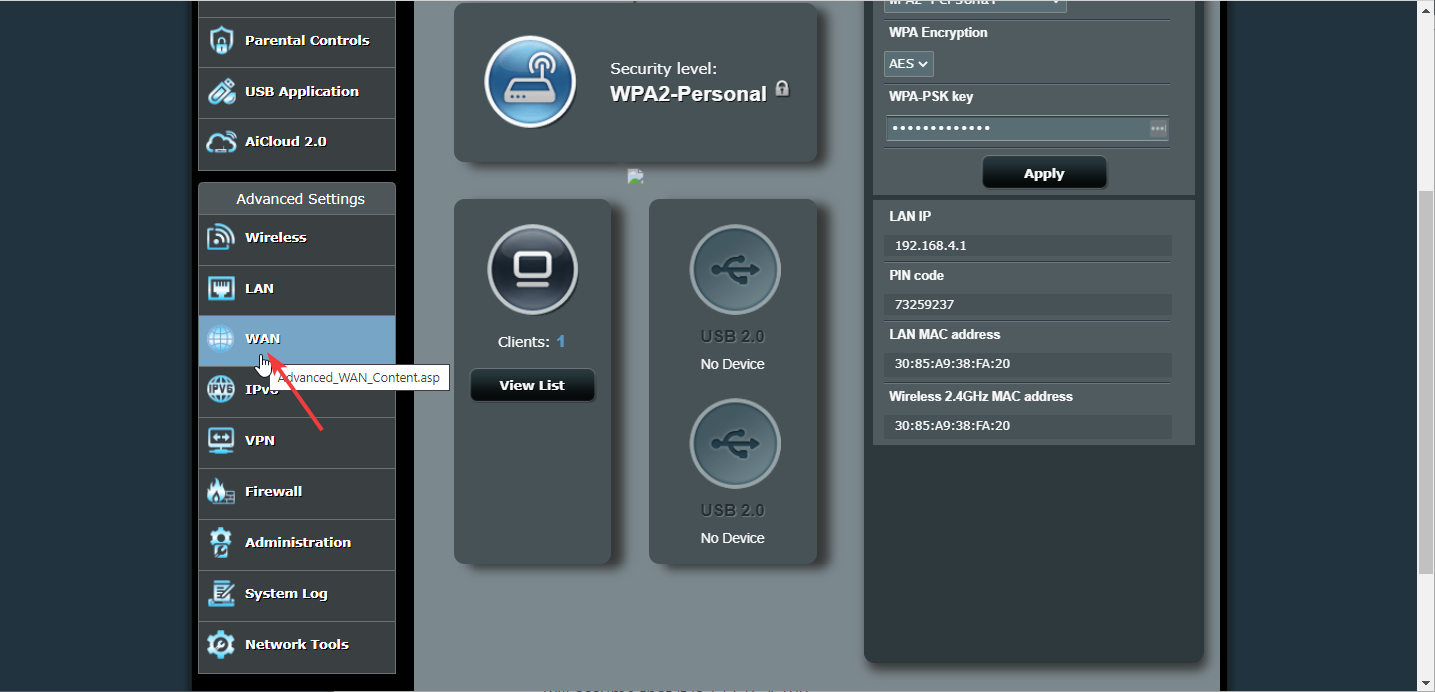 Parental Controls
USB Application
AiCloud 2.0
Advanced Settings
Wireless
LAN
WAN
Advanced_WAN_Content.asp
IPv6
VPN
Firewall
Administration
System Log
Network Tools
Security level:
WPA2-Personal
Clients: 1
View List
USB 2.0
No Device
USB 2.0
No Device
WPA2-Personal
WPA Encryption
AES
WPA-PSK key
•••••••••••••
Apply
LAN IP
192.168.4.1
PIN code
73259237
LAN MAC address
30:85:A9:38:FA:20
Wireless 2.4GHz MAC address
30:85:A9:38:FA:20